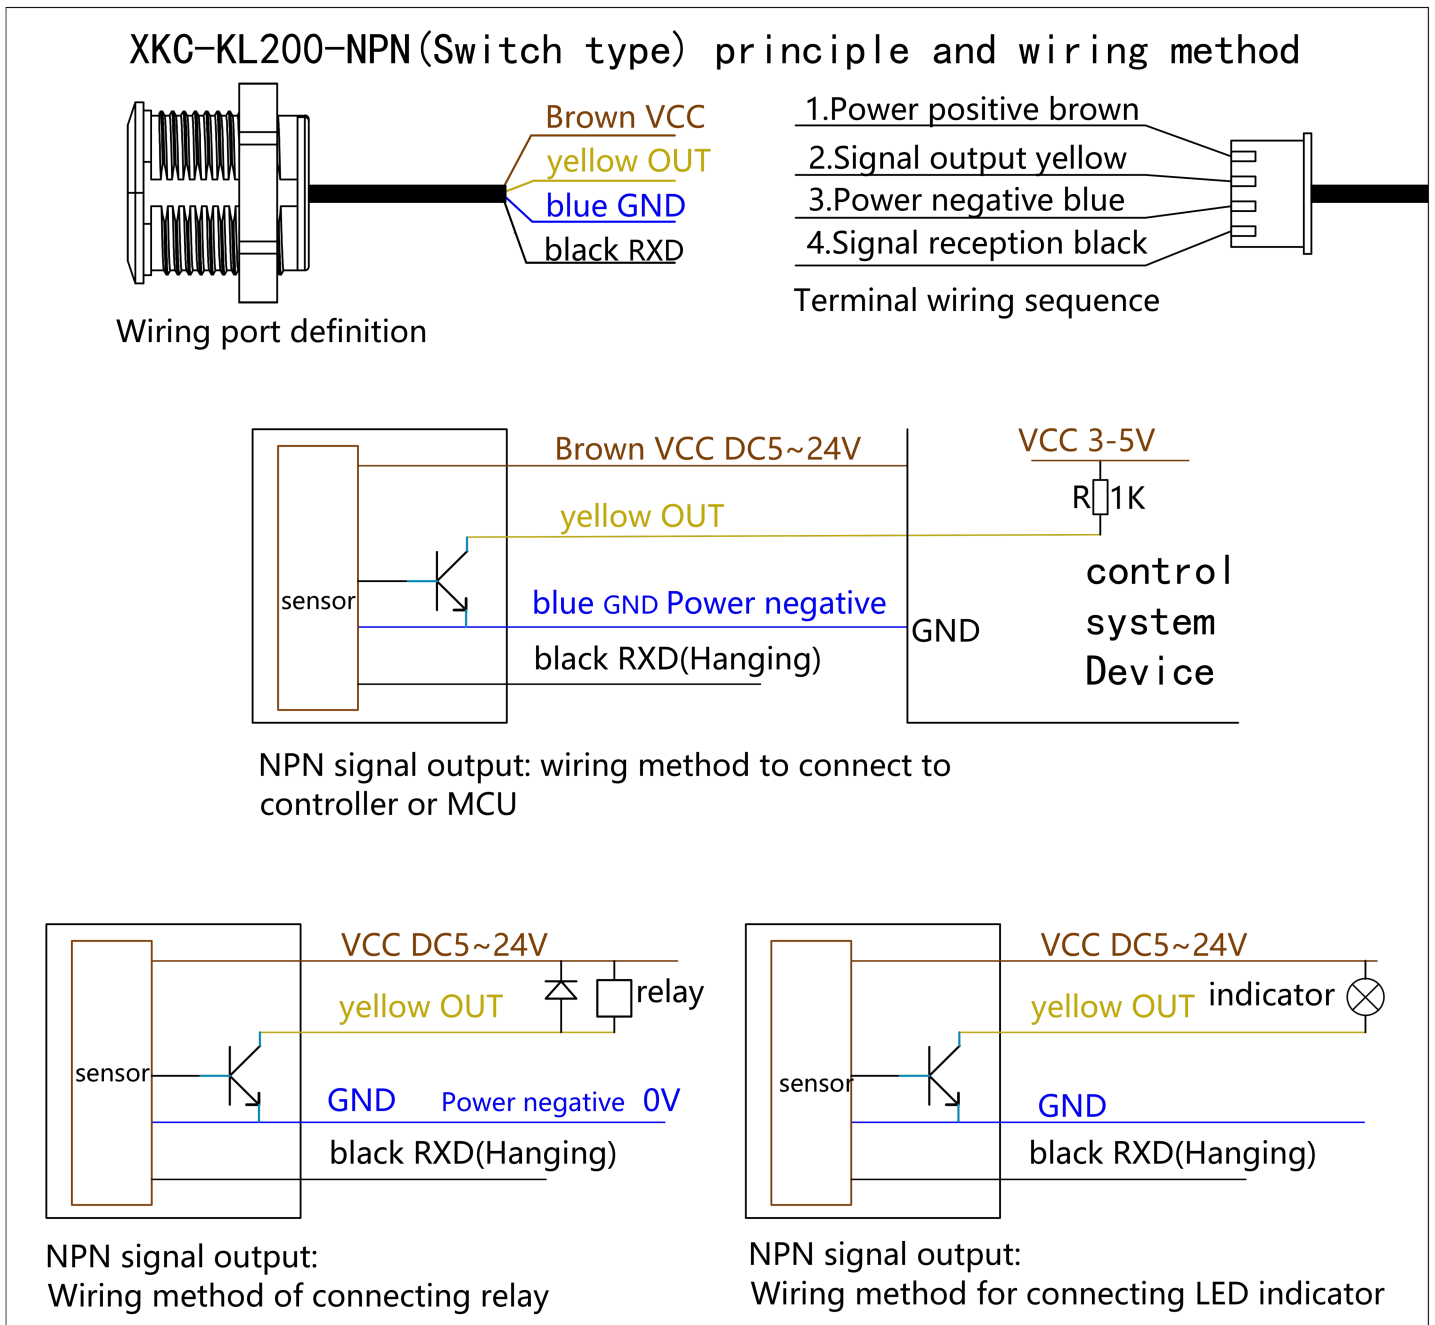 XKC-KL200-NPN(Switch type) principle and wiring method
Brown VCC
yellow OUT
blue GND
black RXD
Wiring port definition
1.Power positive brown
2.Signal output yellow
3.Power negative blue
4.Signal reception black
Terminal wiring sequence
Brown VCC DC5~24V
VCC 3-5V
R 1K
yellow OUT
sensor
blue GND Power negative
GND
black RXD(Hanging)
control
system
Device
NPN signal output: wiring method to connect to
controller or MCU
VCC DC5~24V
yellow OUT
relay
sensor
GND Power negative 0V
black RXD(Hanging)
NPN signal output:
Wiring method of connecting relay
VCC DC5~24V
yellow OUT
indicator
sensor
GND
black RXD(Hanging)
NPN signal output:
Wiring method for connecting LED indicator